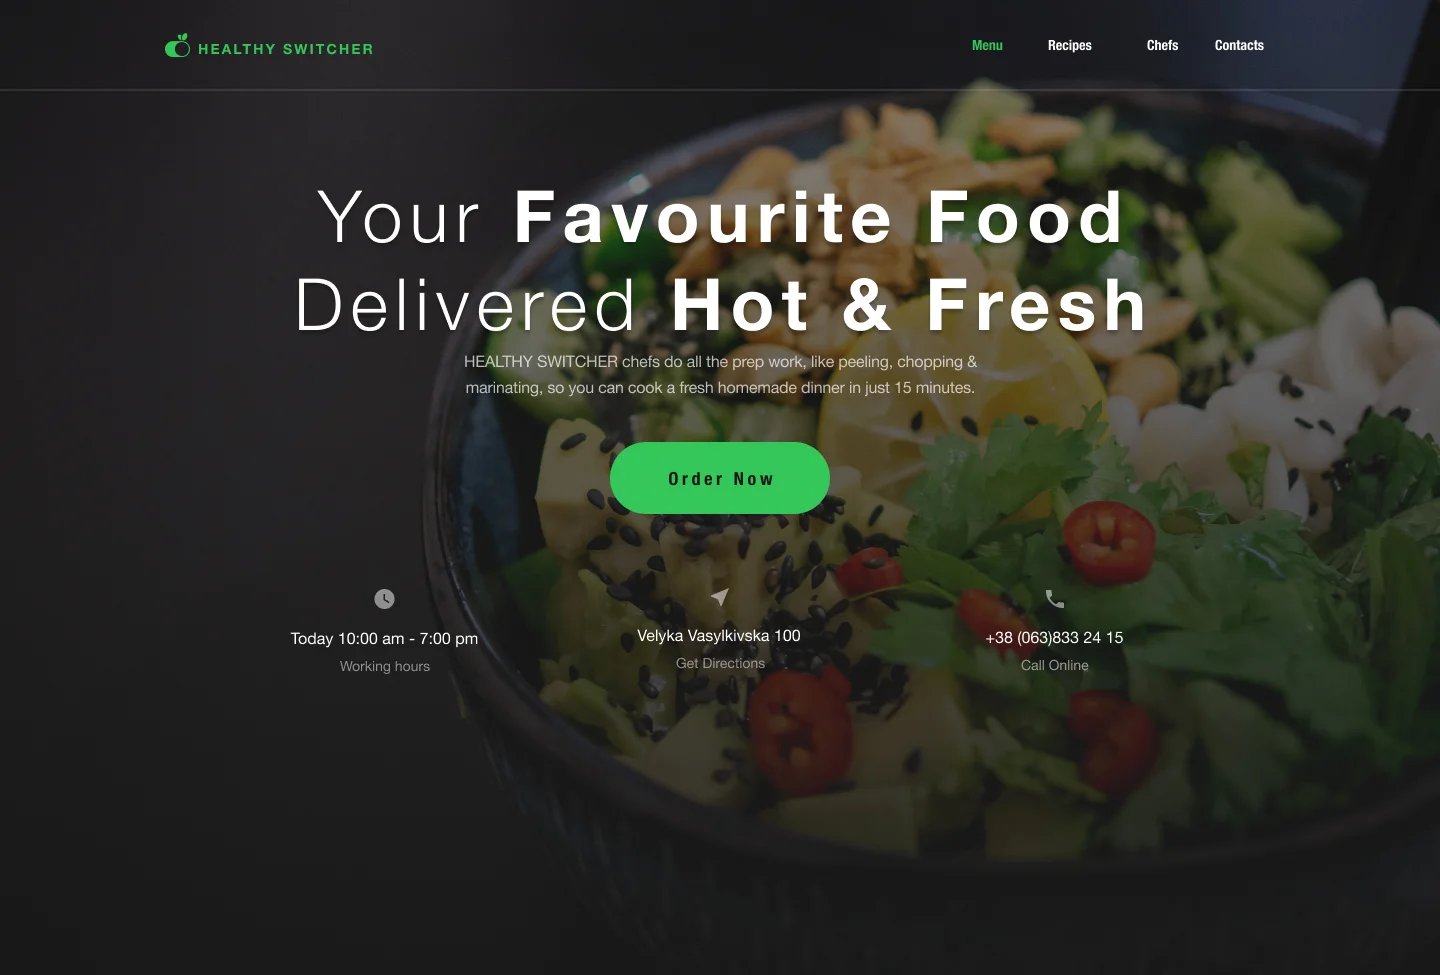 HEALTHY SWITCHER
Menu Recipes Chefs Contacts
Your Favourite Food
Delivered Hot & Fresh
HEALTHY SWITCHER chefs do all the prep work, like peeling, chopping &
marinating, so you can cook a fresh homemade dinner in just 15 minutes.
Order Now
Today 10:00 am - 7:00 pm
Working hours
Velyka Vasylkivska 100
Get Directions
+38 (063)833 24 15
Call Online